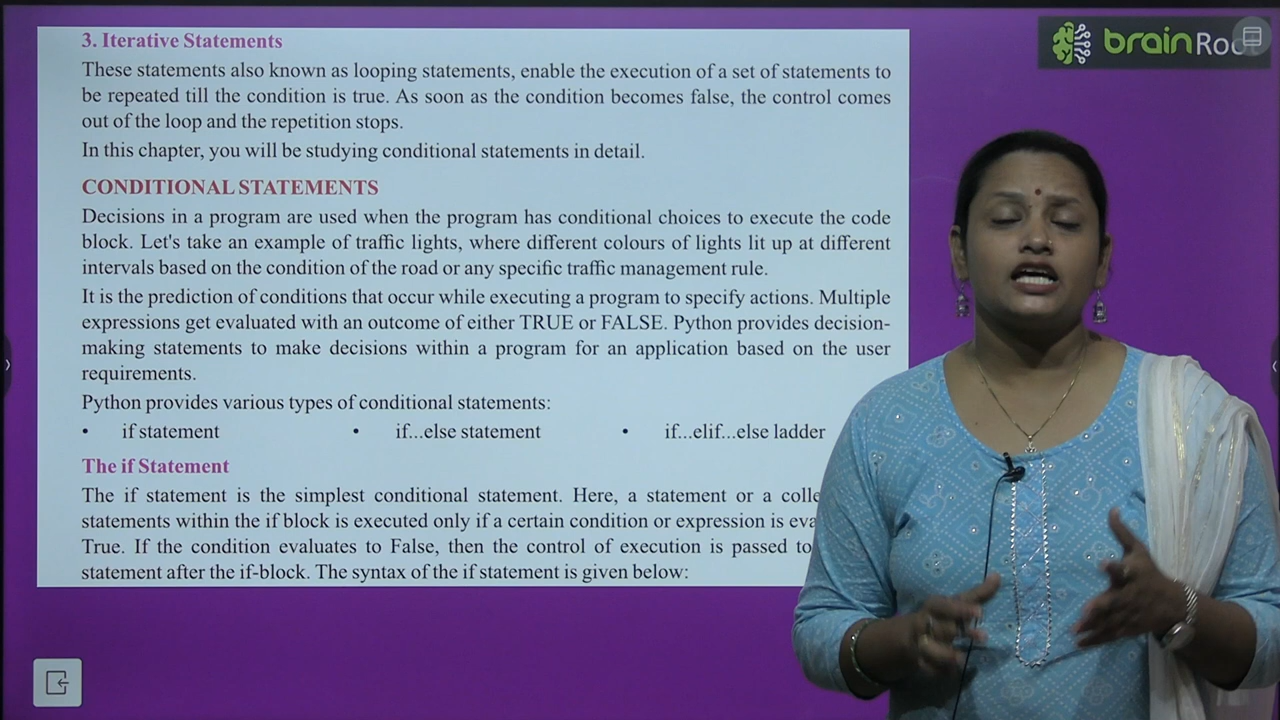 3. Iterative Statements
These statements also known as looping statements, enable the execution of a set of statements to
be repeated till the condition is true. As soon as the condition becomes false, the control comes
out of the loop and the repetition stops.
In this chapter, you will be studying conditional statements in detail.
CONDITIONAL STATEMENTS
Decisions in a program are used when the program has conditional choices to execute the code
block. Let's take an example of traffic lights, where different colours of lights lit up at different
intervals based on the condition of the road or any specific traffic management rule.
It is the prediction of conditions that occur while executing a program to specify actions. Multiple
expressions get evaluated with an outcome of either TRUE or FALSE. Python provides decision-
making statements to make decisions within a program for an application based on the user
requirements.
Python provides various types of conditional statements:
• if statement • if...else statement • if...elif...else ladder
The if Statement
The if statement is the simplest conditional statement. Here, a statement or a
statements within the if block is executed only if a certain condition or expression is
True. If the condition evaluates to False, then the control of execution is passed to
statement after the if-block. The syntax of the if statement is given below:
brain